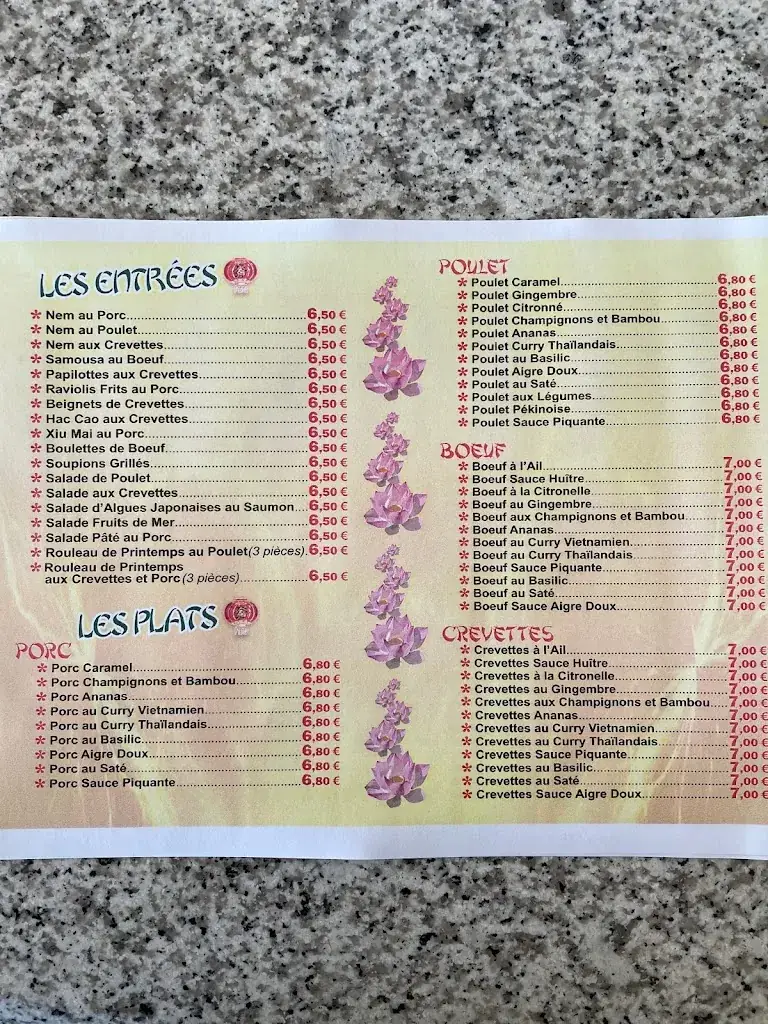 LES ENTRÉES
* Nem au Porc 6,50 €
* Nem au Poulet 6,50 €
* Nem aux Crevettes 6,50 €
* Samousa au Boeuf 6,50 €
* Papilottes aux Crevettes 6,50 €
* Raviolis Frits au Porc 6,50 €
* Beignets de Crevettes 6,50 €
* Hac Cao aux Crevettes 6,50 €
* Xiu Mai au Porc 6,50 €
* Boulettes de Boeuf 6,50 €
* Soupions Grillés 6,50 €
* Salade de Poulet 6,50 €
* Salade aux Crevettes 6,50 €
* Salade d'Algues Japonaises au Saumon 6,50 €
* Salade Fruits de Mer 6,50 €
* Salade Pâté au Porc 6,50 €
* Rouleau de Printemps au Poulet (3 pièces) 6,50 €
* Rouleau de Printemps
aux Crevettes et Porc (3 pièces) 6,50 €
LES PLATS
PORC
* Porc Caramel 6,80 €
* Porc Champignons et Bambou 6,80 €
* Porc Ananas 6,80 €
* Porc au Curry Vietnamien 6,80 €
* Porc au Curry Thaïlandais 6,80 €
* Porc au Basilic 6,80 €
* Porc Aigre Doux 6,80 €
* Porc au Saté 6,80 €
* Porc Sauce Piquante 6,80 €
POULET
* Poulet Caramel 6,80 €
* Poulet Gingembre 6,80 €
* Poulet Citronné 6,80 €
* Poulet Champignons et Bambou 6,80 €
* Poulet Ananas 6,80 €
* Poulet Curry Thaïlandais 6,80 €
* Poulet au Basilic 6,80 €
* Poulet Aigre Doux 6,80 €
* Poulet au Saté 6,80 €
* Poulet aux Légumes 6,80 €
* Poulet Pékinoise 6,80 €
* Poulet Sauce Piquante 6,80 €
BOEUF
* Boeuf à l'Ail 7,00 €
* Boeuf Sauce Huître 7,00 €
* Boeuf à la Citronelle 7,00 €
* Boeuf au Gingembre 7,00 €
* Boeuf aux Champignons et Bambou 7,00 €
* Boeuf Ananas 7,00 €
* Boeuf au Curry Vietnamien 7,00 €
* Boeuf au Curry Thaïlandais 7,00 €
* Boeuf Sauce Piquante 7,00 €
* Boeuf au Basilic 7,00 €
* Boeuf au Saté 7,00 €
* Boeuf Sauce Aigre Doux 7,00 €
CREVETTES
* Crevettes à l'Ail 7,00 €
* Crevettes Sauce Huître 7,00 €
* Crevettes à la Citronelle 7,00 €
* Crevettes au Gingembre 7,00 €
* Crevettes aux Champignons et Bambou 7,00 €
* Crevettes Ananas 7,00 €
* Crevettes au Curry Vietnamien 7,00 €
* Crevettes au Curry Thaïlandais 7,00 €
* Crevettes Sauce Piquante 7,00 €
* Crevettes au Basilic 7,00 €
* Crevettes au Saté 7,00 €
* Crevettes Sauce Aigre Doux 7,00 €